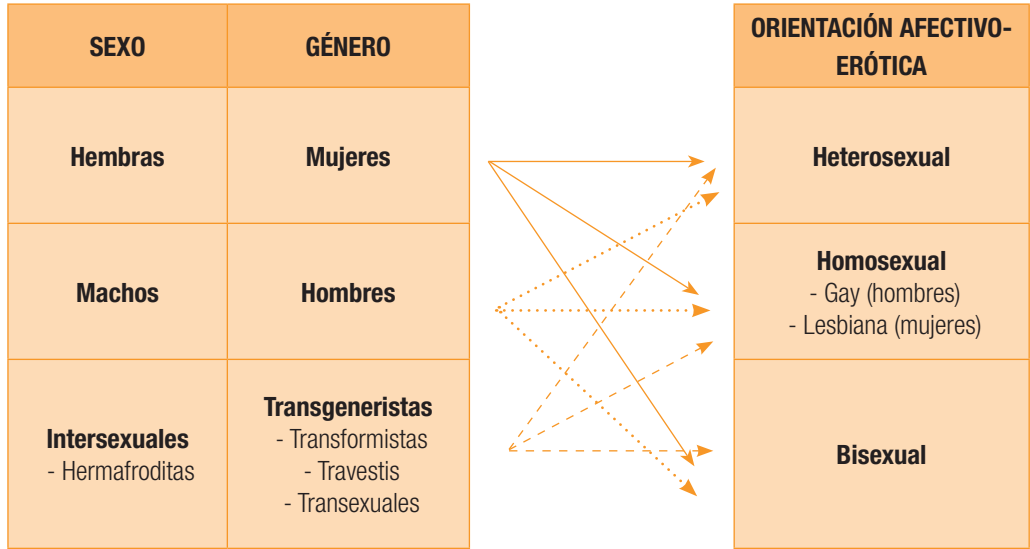 SEXO
GÉNERO
ORIENTACIÓN AFECTIVO-
ERÓTICA
Hembras
Mujeres
Heterosexual
Machos
Hombres
Homosexual
- Gay (hombres)
- Lesbiana (mujeres)
Intersexuales
- Hermafroditas
Transgeneristas
- Transformistas
- Travestis
- Transexuales
Bisexual